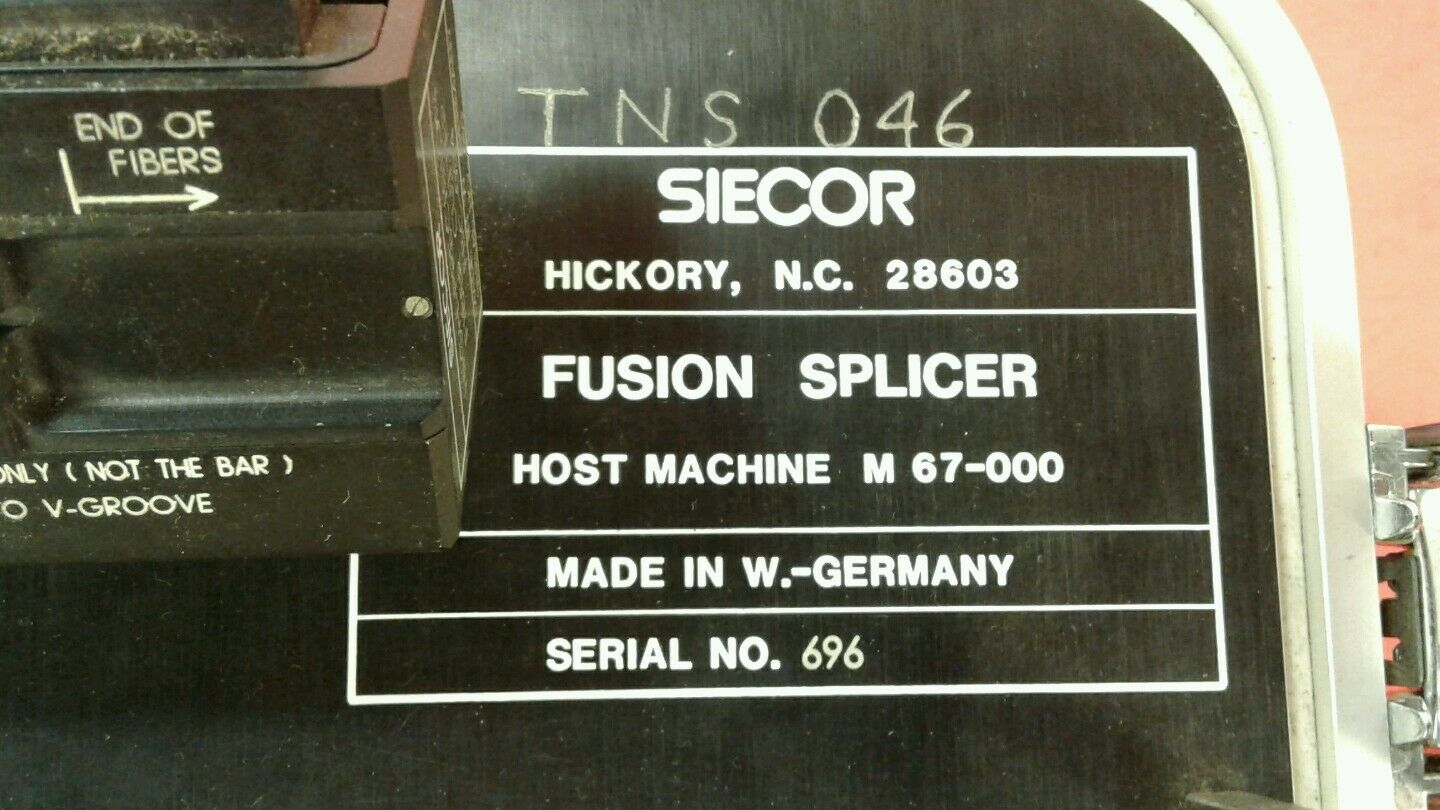 TNS 046
SIECOR
HICKORY, N.C. 28603
FUSION SPLICER
HOST MACHINE M 67-000
MADE IN W.-GERMANY
SERIAL NO. 696
END OF
FIBERS
ONLY ( NOT THE BAR )
TO V-GROOVE